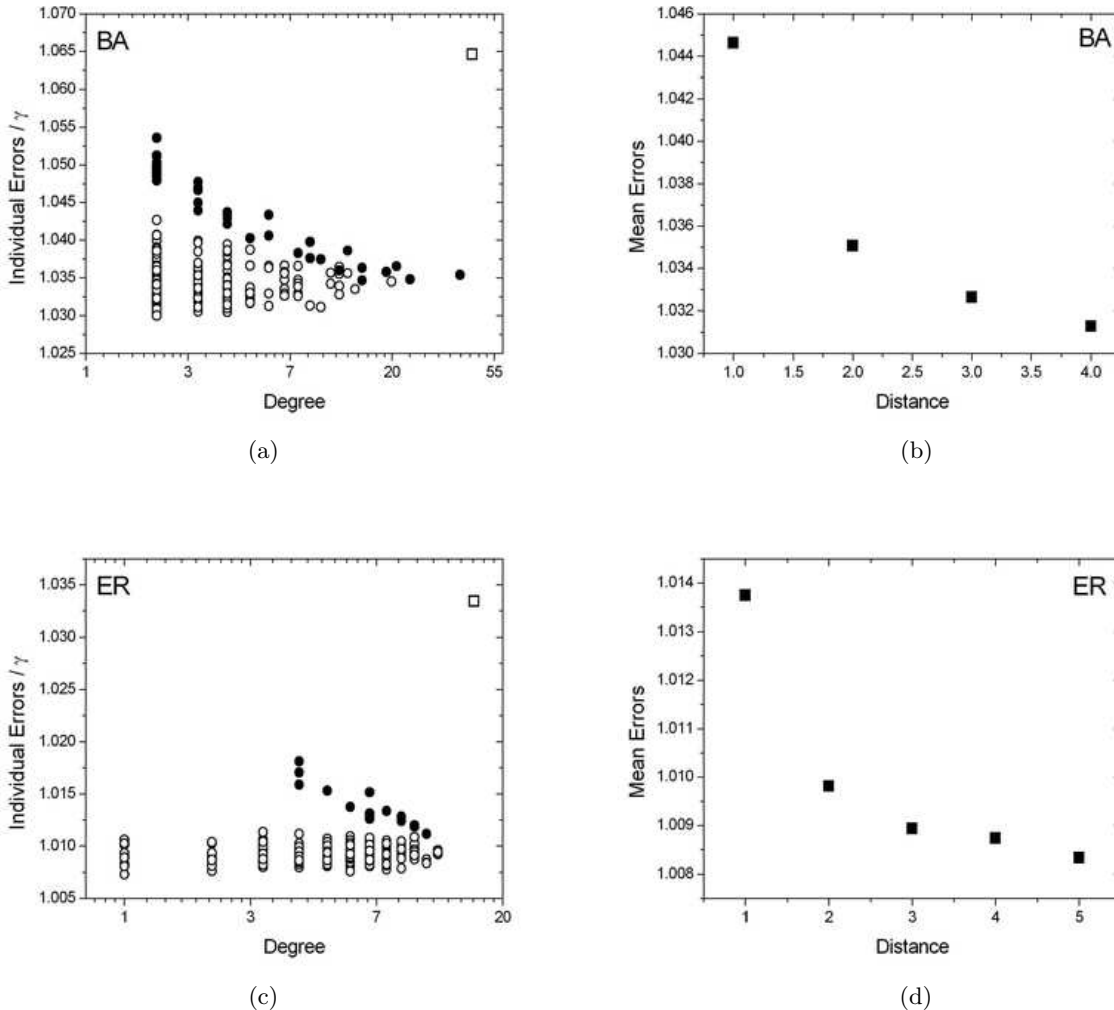 BA
Individual Errors / γ
1.070
1.065
1.060
1.055
1.050
1.045
1.040
1.035
1.030
1.025
1 3 7 20 55
Degree
(a)
BA
Mean Errors
1.046
1.044
1.042
1.040
1.038
1.036
1.034
1.032
1.030
1.0 1.5 2.0 2.5 3.0 3.5 4.0
Distance
(b)
ER
Individual Errors / γ
1.035
1.030
1.025
1.020
1.015
1.010
1.005
1 3 7 20
Degree
(c)
ER
Mean Errors
1.014
1.013
1.012
1.011
1.010
1.009
1.008
1 2 3 4 5
Distance
(d)